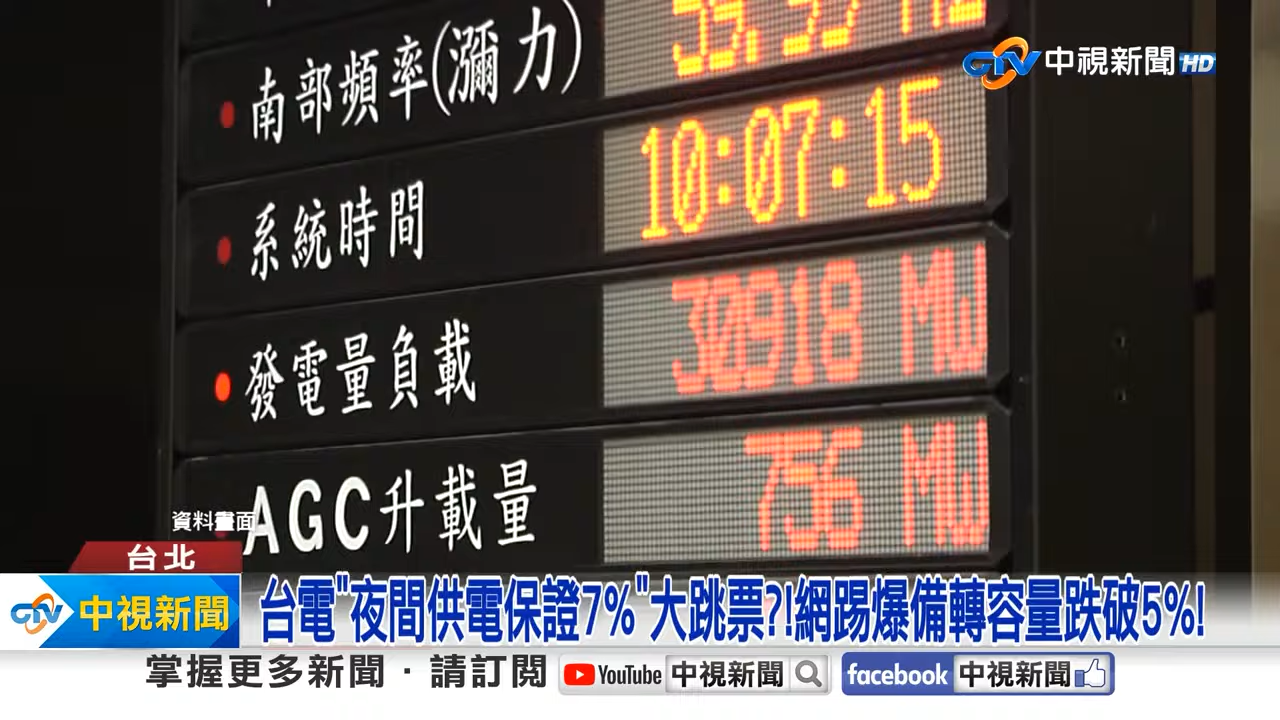 中視新聞HD
南部頻率(瀰力)
系統時間 10:07:15
發電量負載 30918 MW
AGC升載量 756 MW
資料畫面
台北
中視新聞
台電"夜間供電保證7%"大跳票?!網踢爆備轉容量跌破5%!
掌握更多新聞·請訂閱 YouTube 中視新聞 facebook 中視新聞